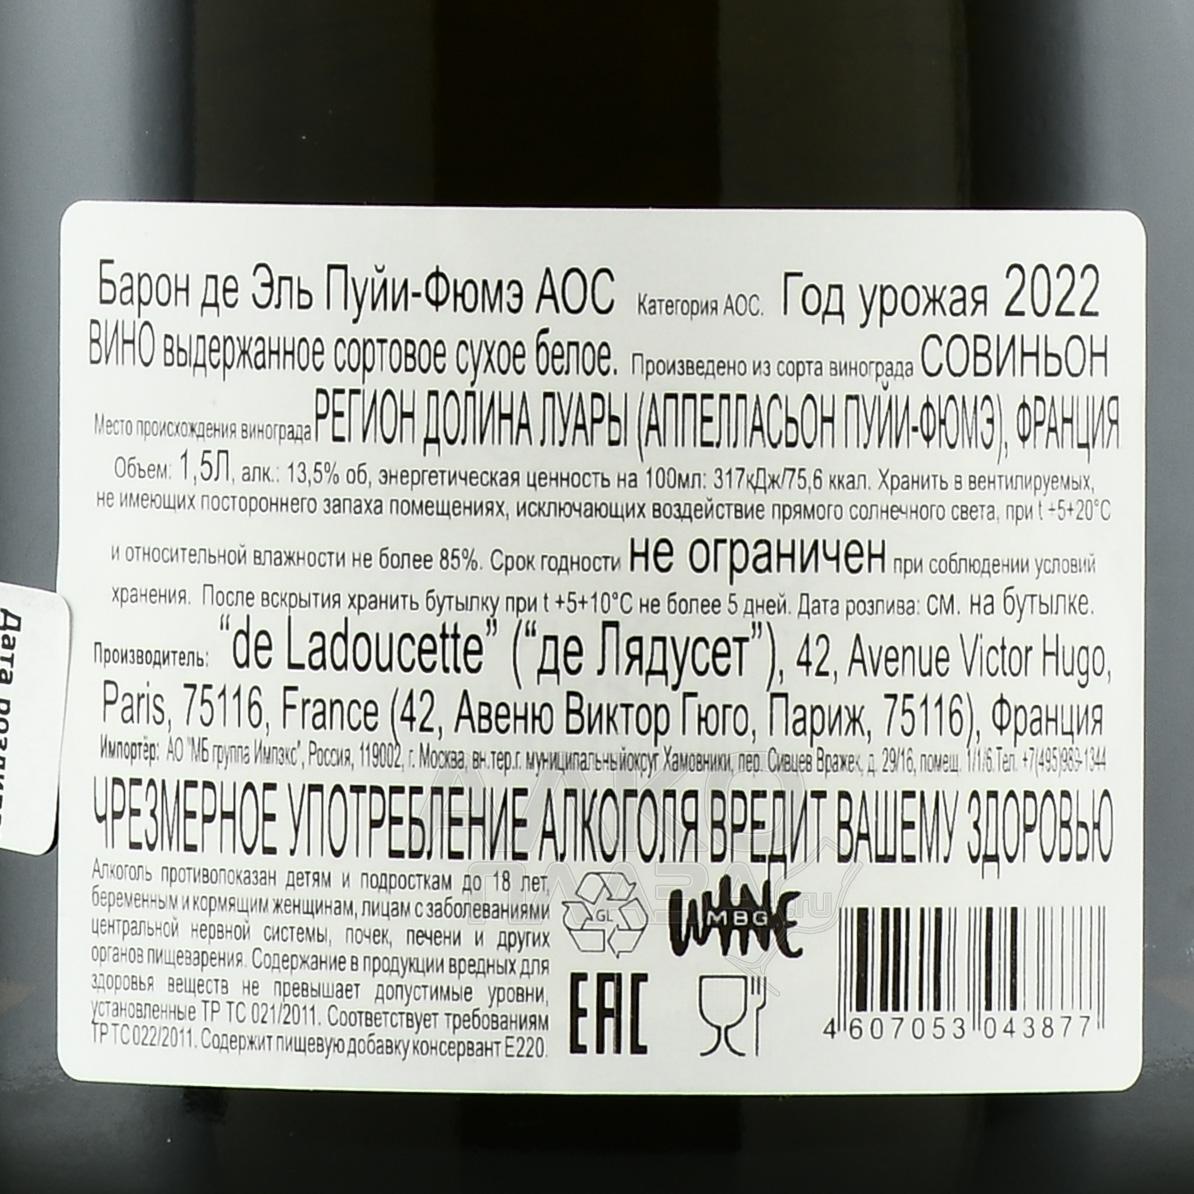 Барон де Эль Пуйи-Фюмэ АОС Категория АОС. Год урожая 2022
ВИНО выдержанное сортовое сухое белое. Произведено из сорта винограда СОВИНЬОН
Место происхождения винограда РЕГИОН ДОЛИНА ЛУАРЫ (АППЕЛЛАСЬОН ПУЙИ-ФЮМЭ), ФРАНЦИЯ
Объем: 1,5Л, алк.: 13,5% об, энергетическая ценность на 100мл: 317кДж/75,6 ккал. Хранить в вентилируемых,
не имеющих постороннего запаха помещениях, исключающих воздействие прямого солнечного света, при t +5+20°C
и относительной влажности не более 85%. Срок годности не ограничен при соблюдении условий
хранения. После вскрытия хранить бутылку при t +5+10°C не более 5 дней. Дата розлива: см. на бутылке.
Производитель: “de Ladoucette” (“де Лядусет”), 42, Avenue Victor Hugo,
Paris, 75116, France (42, Авеню Виктор Гюго, Париж, 75116), Франция
Импортёр: АО "МБ группа Импэкс", Россия, 119002, г. Москва, вн.тер.г. муниципальныйокруг Хамовники, пер. Сивцев Вражек, д. 29/16, помещ. 1/1/6.Тел. +7(495)989-1344
ЧРЕЗМЕРНОЕ УПОТРЕБЛЕНИЕ АЛКОГОЛЯ ВРЕДИТ ВАШЕМУ ЗДОРОВЬЮ
Алкоголь противопоказан детям и подросткам до 18 лет,
беременным и кормящим женщинам, лицам с заболеваниями
центральной нервной системы, почек, печени и других
органов пищеварения. Содержание в продукции вредных для
здоровья веществ не превышает допустимые уровни,
установленные ТР ТС 021/2011. Соответствует требованиям
ТР ТС 022/2011. Содержит пищевую добавку консервант Е220.
GL
WINE
MBG
EAC
4 607053 043877
Дата розлива